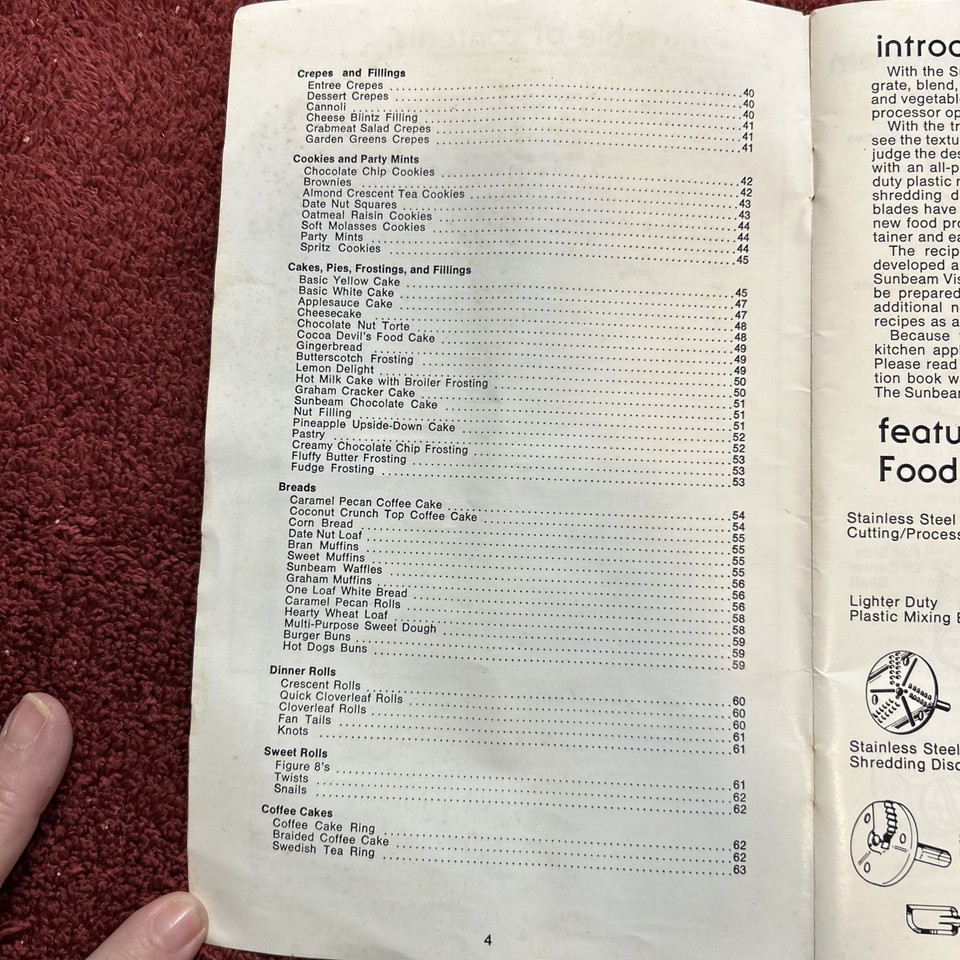 Crepes and Fillings
Entree Crepes ........ 40
Dessert Crepes ........ 40
Cannoli ........ 40
Cheese Blintz Filling ........ 41
Crabmeat Salad Crepes ........ 41
Garden Greens Crepes ........ 41
Cookies and Party Mints
Chocolate Chip Cookies ........ 42
Brownies ........ 42
Almond Crescent Tea Cookies ........ 43
Date Nut Squares ........ 43
Oatmeal Raisin Cookies ........ 44
Soft Molasses Cookies ........ 44
Party Mints ........ 44
Spritz Cookies ........ 45
Cakes, Pies, Frostings, and Fillings
Basic Yellow Cake ........ 45
Basic White Cake ........ 47
Applesauce Cake ........ 47
Cheesecake ........ 48
Chocolate Nut Torte ........ 48
Cocoa Devil's Food Cake ........ 49
Gingerbread ........ 49
Butterscotch Frosting ........ 49
Lemon Delight ........ 50
Hot Milk Cake with Broiler Frosting ........ 50
Graham Cracker Cake ........ 51
Sunbeam Chocolate Cake ........ 51
Nut Filling ........ 51
Pineapple Upside-Down Cake ........ 52
Pastry ........ 52
Creamy Chocolate Chip Frosting ........ 53
Fluffy Butter Frosting ........ 53
Fudge Frosting ........ 53
Breads
Caramel Pecan Coffee Cake ........ 54
Coconut Crunch Top Coffee Cake ........ 54
Corn Bread ........ 55
Date Nut Loaf ........ 55
Bran Muffins ........ 55
Sweet Muffins ........ 55
Sunbeam Waffles ........ 56
Graham Muffins ........ 56
One Loaf White Bread ........ 56
Caramel Pecan Rolls ........ 58
Hearty Wheat Loaf ........ 58
Multi-Purpose Sweet Dough ........ 59
Burger Buns ........ 59
Hot Dogs Buns ........ 59
Dinner Rolls
Crescent Rolls ........ 60
Quick Cloverleaf Rolls ........ 60
Cloverleaf Rolls ........ 60
Fan Tails ........ 61
Knots ........ 61
Sweet Rolls
Figure 8's ........ 61
Twists ........ 62
Snails ........ 62
Coffee Cakes
Coffee Cake Ring ........ 62
Braided Coffee Cake ........ 62
Swedish Tea Ring ........ 63
4
introd
With the Su
grate, blend,
and vegetable
processor op
With the tr
see the textu
judge the des
with an all-p
duty plastic m
shredding d
blades have
new food pro
tainer and ea
The recip
developed a
Sunbeam Vis
be prepared
additional n
recipes as a
Because
kitchen appl
Please read
tion book w
The Sunbea
featu
Food
Stainless Steel
Cutting/Process
Lighter Duty
Plastic Mixing B
Stainless Steel
Shredding Disc